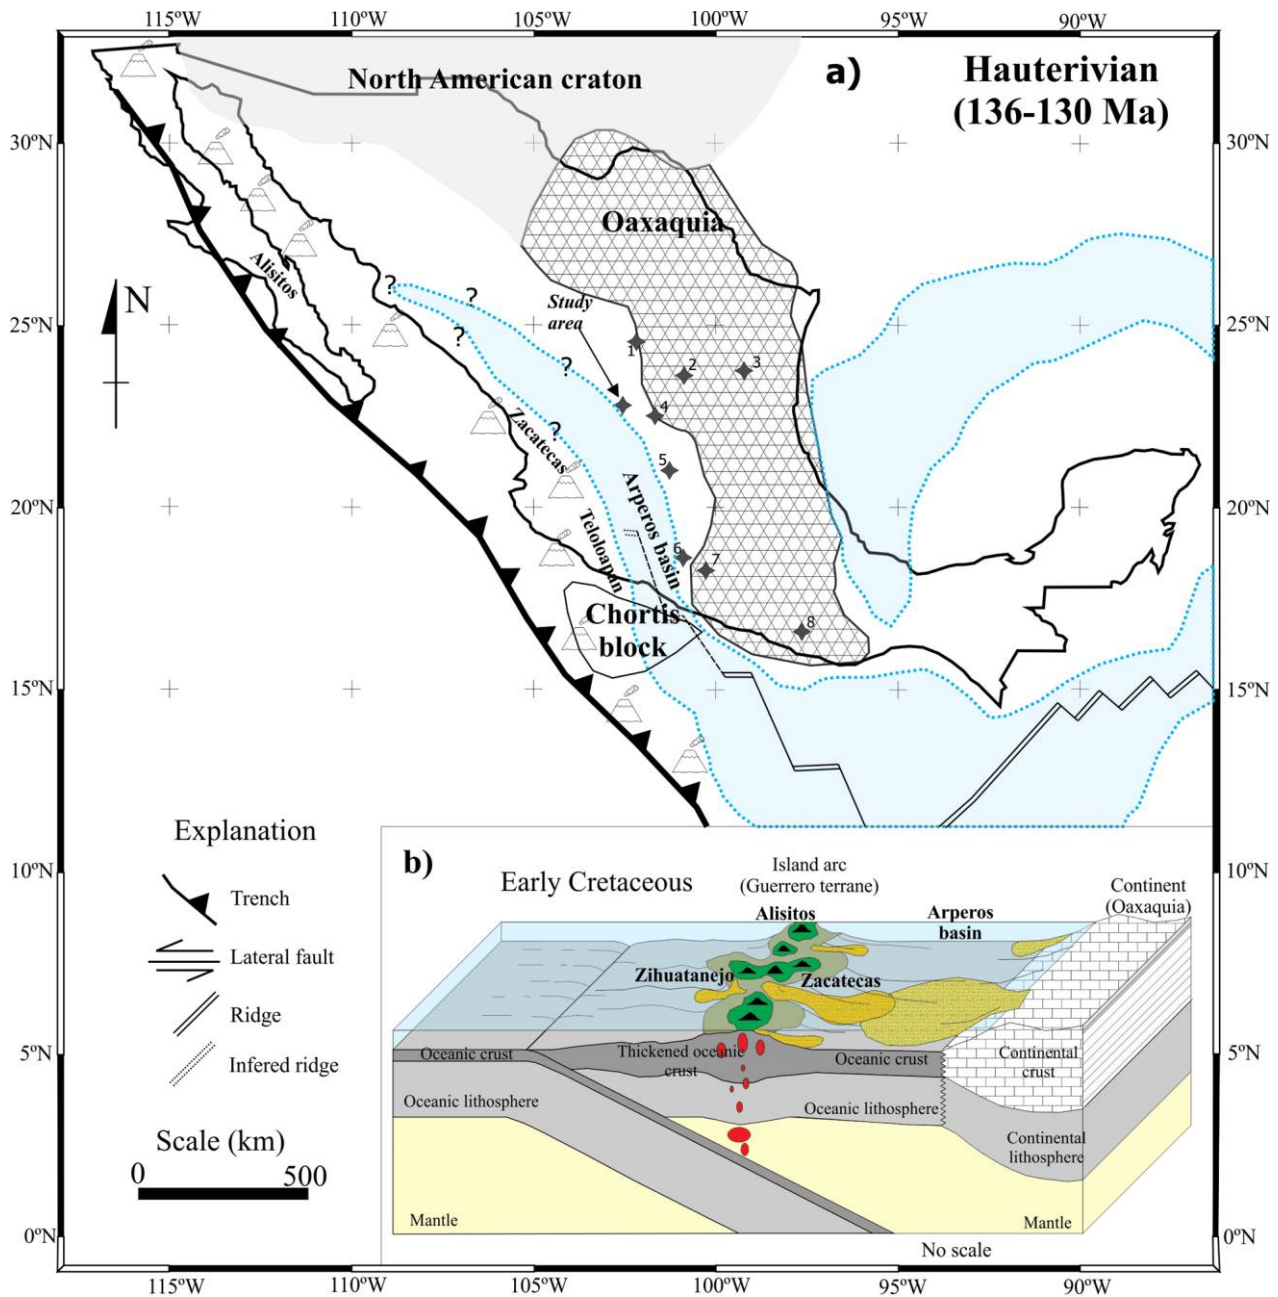 115ºW 110ºW 105ºW 100ºW 95ºW 90ºW
a)
Hauterivian
(136-130 Ma)
North American craton
30ºN
30ºN
Oaxaquia
Alisitos
N
?
?
?
?
?
Study
area
25ºN
25ºN
1
2
3
4
5
Zacatecas
Arperos basin
Teloloapan
20ºN
20ºN
6
7
8
Chortis
block
15ºN
15ºN
Explanation
Trench
Lateral fault
Ridge
Infered ridge
Scale (km)
0 500
10ºN
10ºN
5ºN
5ºN
0ºN
0ºN
b)
Early Cretaceous
Island arc
(Guerrero terrane)
Alisitos
Arperos
basin
Continent
(Oaxaquia)
Zihuatanejo
Zacatecas
Oceanic crust
Thickened oceanic
crust
Oceanic crust
Continental
crust
Oceanic lithosphere
Oceanic lithosphere
Continental
lithosphere
Mantle
Mantle
No scale
115ºW 110ºW 105ºW 100ºW 95ºW 90ºW